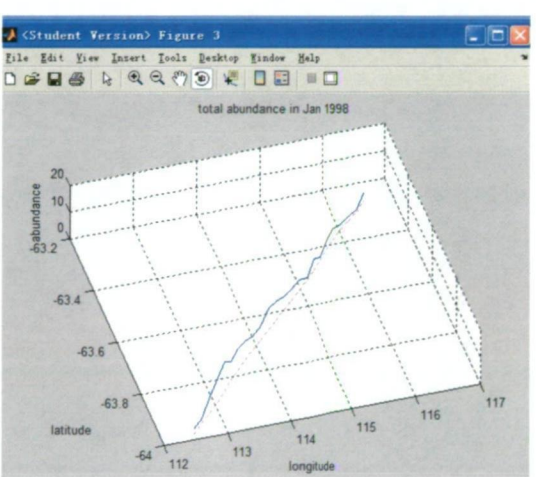 <Student Version> Figure 3
File Edit View Insert Tools Desktop Window Help
total abundance in Jan 1998
20
10
0
abundance
-63.2
-63.4
-63.6
-63.8
-64
latitude
112
113
114
115
116
117
longitude